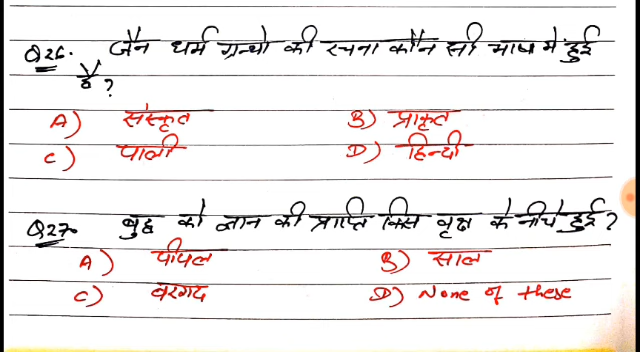 Q26. जैन धर्म ग्रन्थो की रचना कौन सी भाषा में हुई
है?
A) संस्कृत B) प्राकृत
C) पाली D) हिन्दी
Q27. बुद्ध को ज्ञान की प्राप्ति किस वृक्ष के नीचे हुई?
A) पीपल B) साल
C) बरगद D) None of these